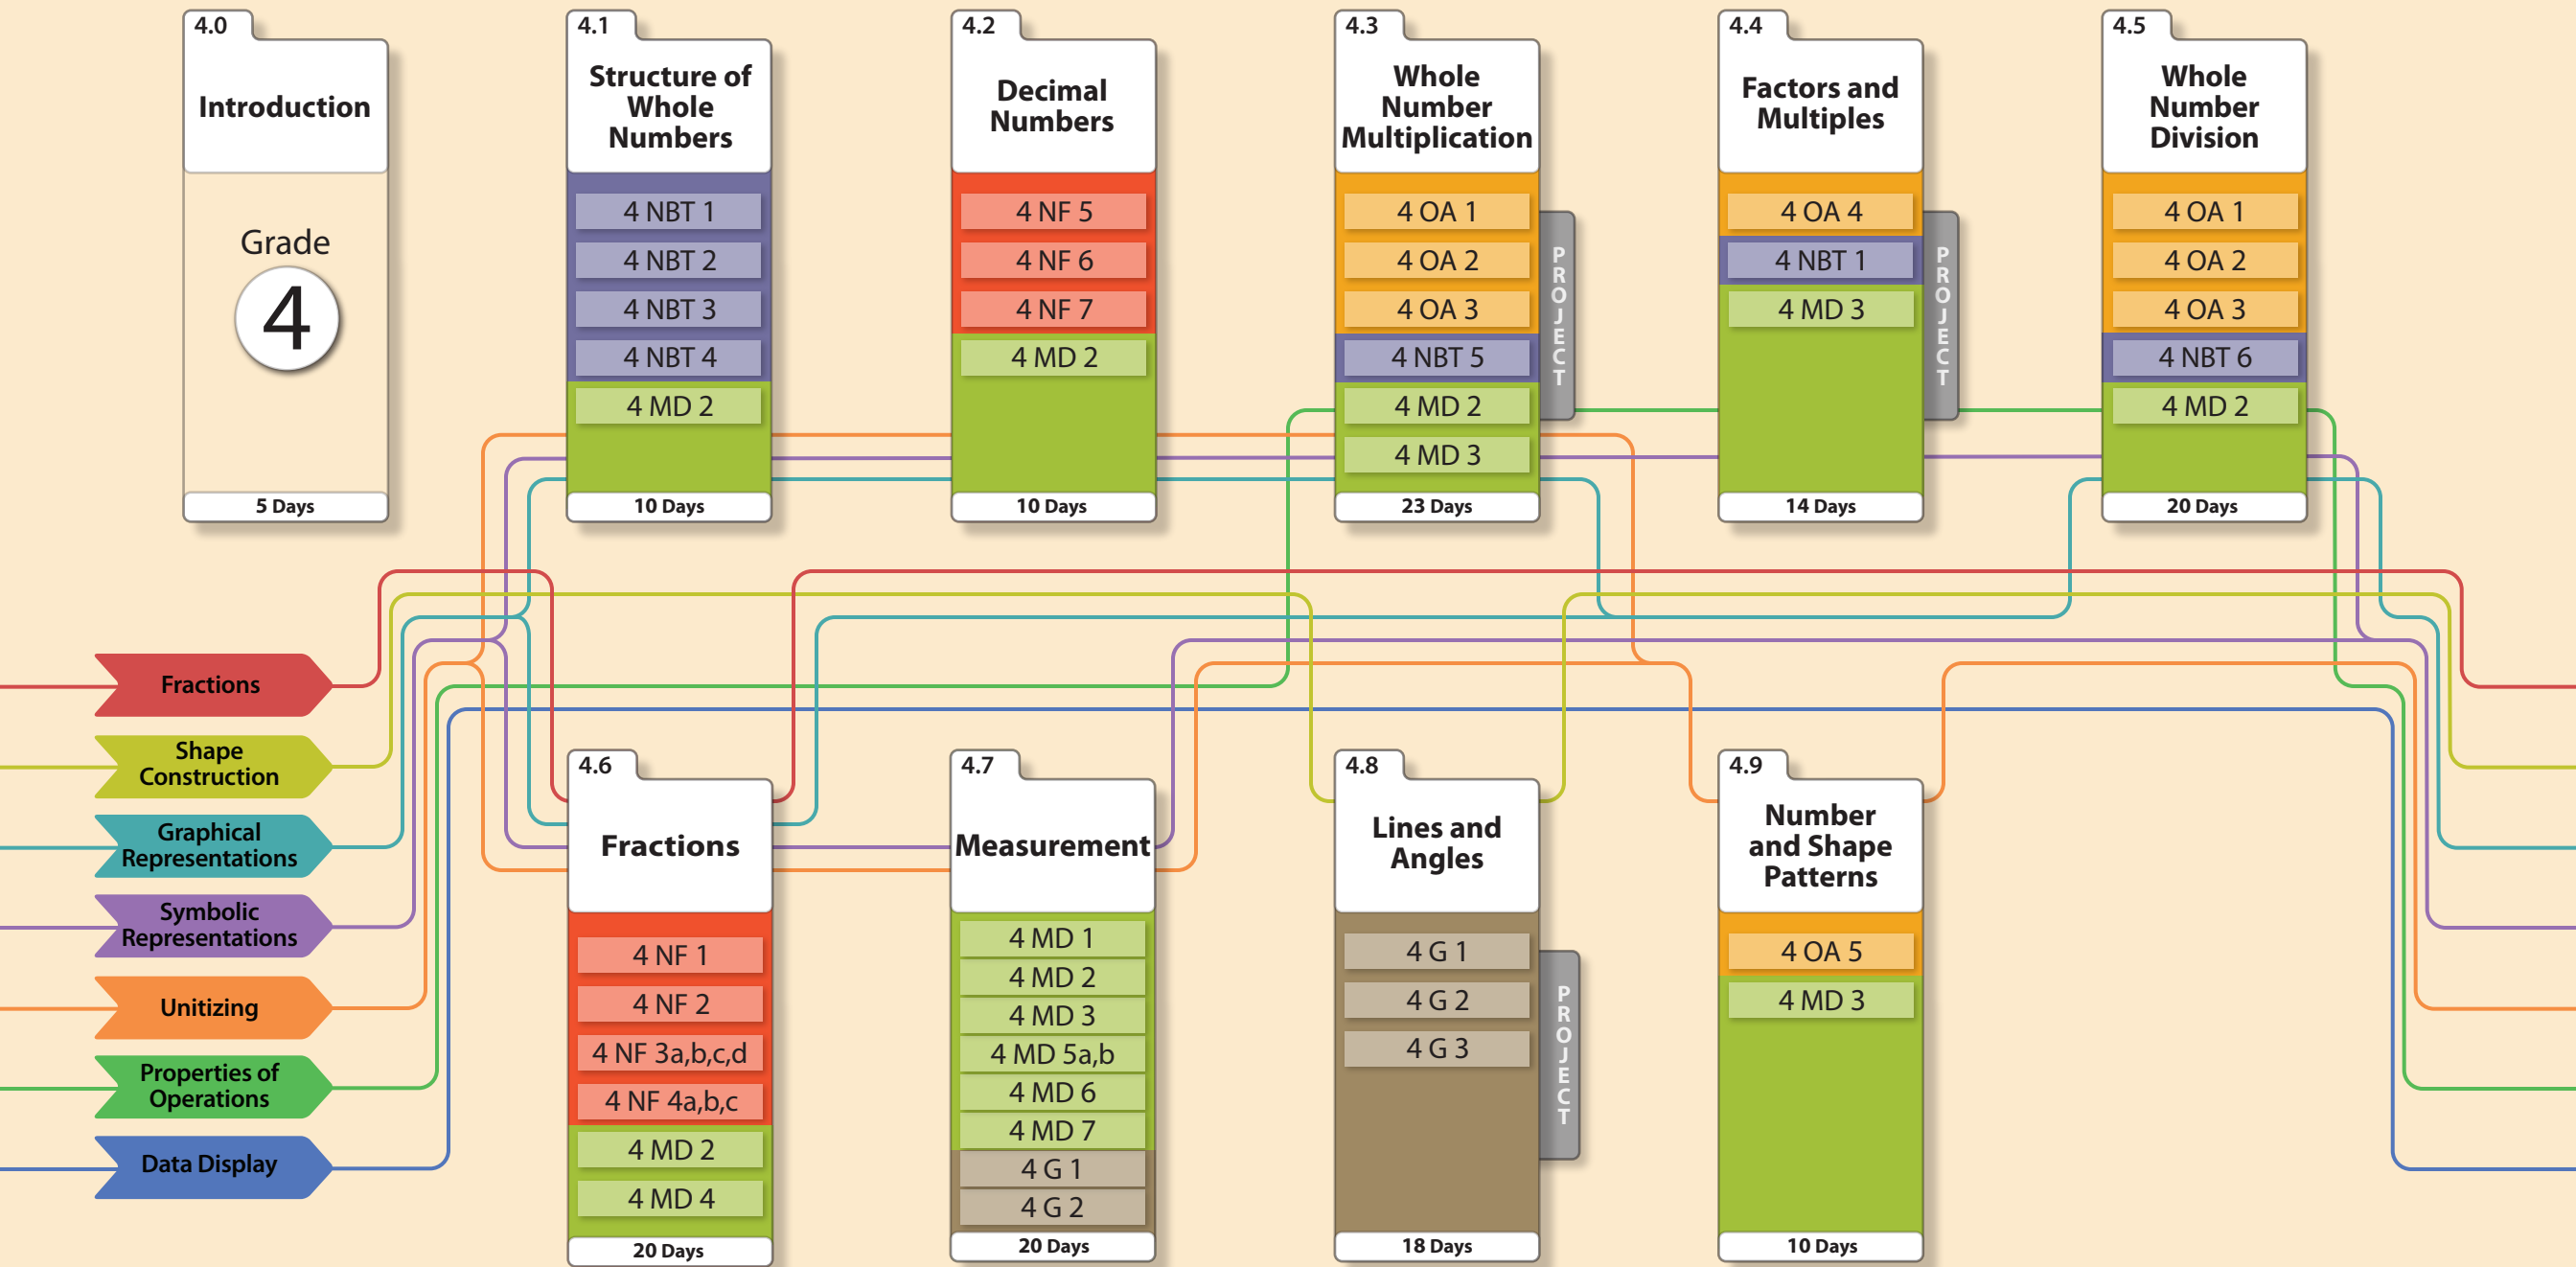 4.0
Introduction
Grade
4
5 Days
4.1
Structure of
Whole
Numbers
4 NBT 1
4 NBT 2
4 NBT 3
4 NBT 4
4 MD 2
10 Days
4.2
Decimal
Numbers
4 NF 5
4 NF 6
4 NF 7
4 MD 2
10 Days
4.3
Whole
Number
Multiplication
4 OA 1
4 OA 2
4 OA 3
4 NBT 5
4 MD 2
4 MD 3
23 Days
PROJECT
4.4
Factors and
Multiples
4 OA 4
4 NBT 1
4 MD 3
14 Days
PROJECT
4.5
Whole
Number
Division
4 OA 1
4 OA 2
4 OA 3
4 NBT 6
4 MD 2
20 Days
Fractions
Shape
Construction
Graphical
Representations
Symbolic
Representations
Unitizing
Properties of
Operations
Data Display
4.6
Fractions
4 NF 1
4 NF 2
4 NF 3a,b,c,d
4 NF 4a,b,c
4 MD 2
4 MD 4
20 Days
4.7
Measurement
4 MD 1
4 MD 2
4 MD 3
4 MD 5a,b
4 MD 6
4 MD 7
4 G 1
4 G 2
20 Days
4.8
Lines and
Angles
4 G 1
4 G 2
4 G 3
18 Days
PROJECT
4.9
Number
and Shape
Patterns
4 OA 5
4 MD 3
10 Days